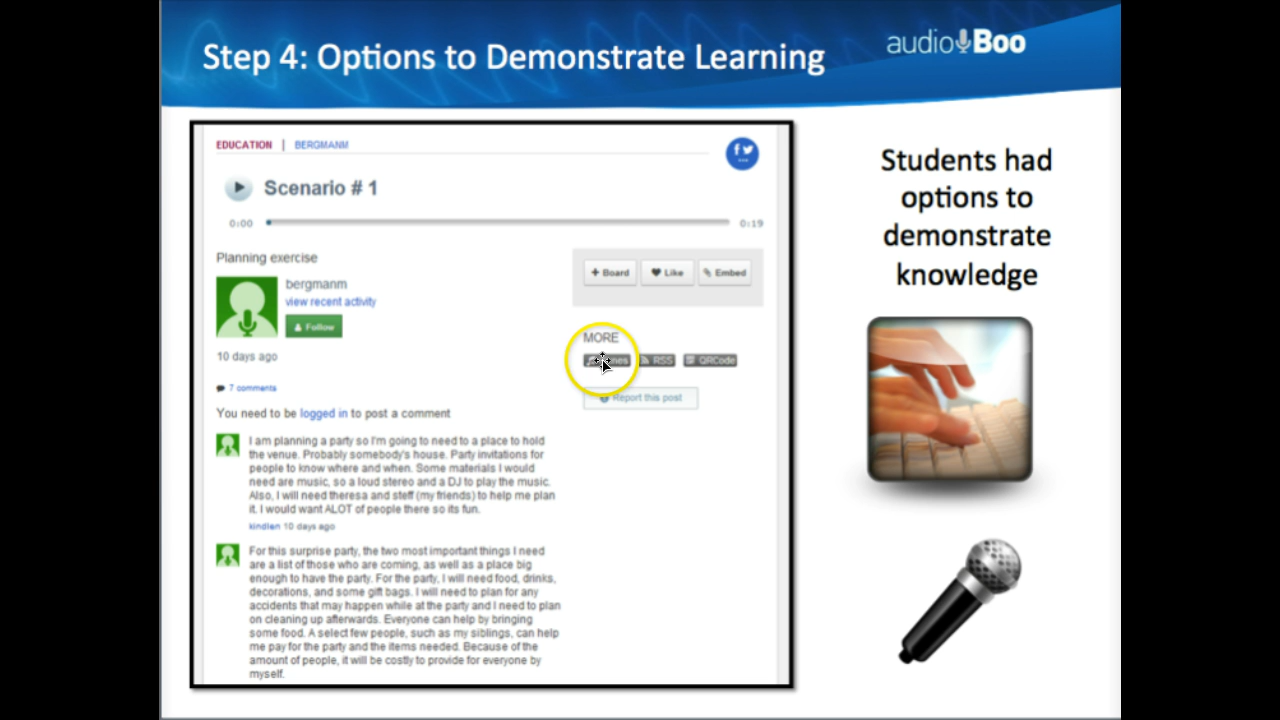 Step 4: Options to Demonstrate Learning
audioBoo
EDUCATION | BERGMANM
Scenario # 1
0:00
0:19
Planning exercise
bergmanm
view recent activity
Follow
10 days ago
7 comments
You need to be logged in to post a comment
+ Board
Like
Embed
MORE
RSS
QRCode
Report this post
I am planning a party so I'm going to need to a place to hold
the venue. Probably somebody's house. Party invitations for
people to know where and when. Some materials I would
need are music, so a loud stereo and a DJ to play the music.
Also, I will need theresa and steff (my friends) to help me plan
it. I would want ALOT of people there so its fun.
kindlen 10 days ago
For this surprise party, the two most important things I need
are a list of those who are coming, as well as a place big
enough to have the party. For the party, I will need food, drinks,
decorations, and some gift bags. I will need to plan for any
accidents that may happen while at the party and I need to plan
on cleaning up afterwards. Everyone can help by bringing
some food. A select few people, such as my siblings, can help
me pay for the party and the items needed. Because of the
amount of people, it will be costly to provide for everyone by
myself.
Students had
options to
demonstrate
knowledge